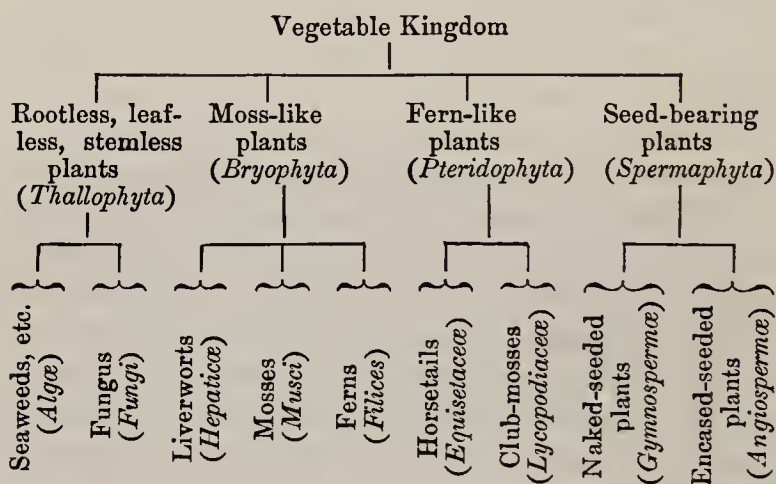 Vegetable Kingdom
Rootless, leaf-
less, stemless
plants
(Thallophyta)
Moss-like
plants
(Bryophyta)
Fern-like
plants
(Pteridophyta)
Seed-bearing
plants
(Spermaphyta)
Seaweeds, etc.
(Algæ)
Fungus
(Fungi)
Liverworts
(Hepaticæ)
Mosses
(Musci)
Ferns
(Filices)
Horsetails
(Equisetaceæ)
Club-mosses
(Lycopodiaceæ)
Naked-seeded
plants
(Gymnospermæ)
Encased-seeded
plants
(Angiospermæ)